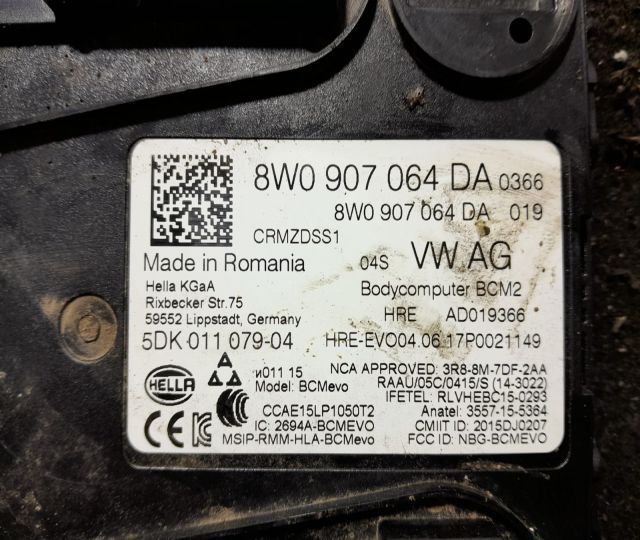 8W0 907 064 DA 0366
8W0 907 064 DA 019
CRMZDSS1
Made in Romania 04S VW AG
Hella KGaA Bodycomputer BCM2
Rixbecker Str.75
59552 Lippstadt, Germany HRE AD019366
5DK 011 079-04 HRE-EVO04.06.17P0021149
HELLA
и011 15 NCA APPROVED: 3R8-8M-7DF-2AA
Model: BCMevo RAAU/05C/0415/S (14-3022)
IFETEL: RLVHEBC15-0293
CCAE15LP1050T2 Anatel: 3557-15-5364
CE IC: 2694A-BCMEVO CMIIT ID: 2015DJ0207
MSIP-RMM-HLA-BCMevo FCC ID: NBG-BCMEVO